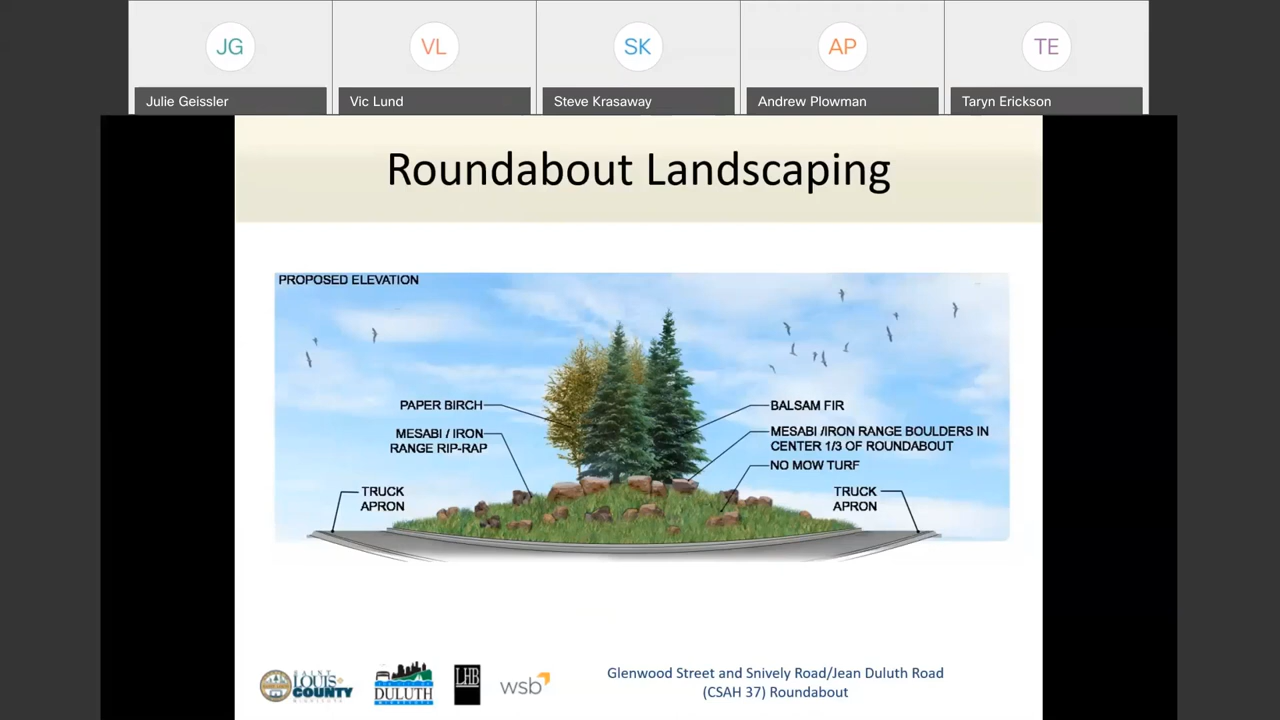 JG
VL
SK
AP
TE
Julie Geissler
Vic Lund
Steve Krasaway
Andrew Plowman
Taryn Erickson
Roundabout Landscaping
PROPOSED ELEVATION
PAPER BIRCH
BALSAM FIR
MESABI / IRON
RANGE RIP-RAP
MESABI /IRON RANGE BOULDERS IN
CENTER 1/3 OF ROUNDABOUT
NO MOW TURF
TRUCK
APRON
TRUCK
APRON
SAINT
LOUIS
COUNTY
MINNESOTA
DULUTH
MINNESOTA
LHB
wsb
Glenwood Street and Snively Road/Jean Duluth Road
(CSAH 37) Roundabout